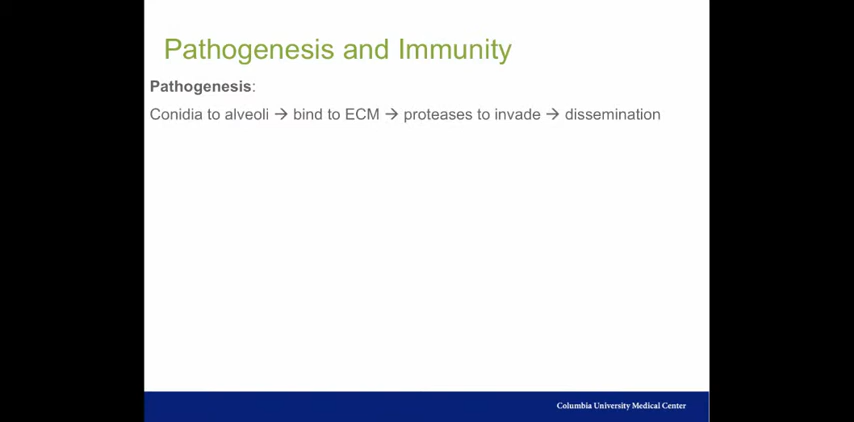 Pathogenesis and Immunity
Pathogenesis:
Conidia to alveoli → bind to ECM → proteases to invade → dissemination
Columbia University Medical Center